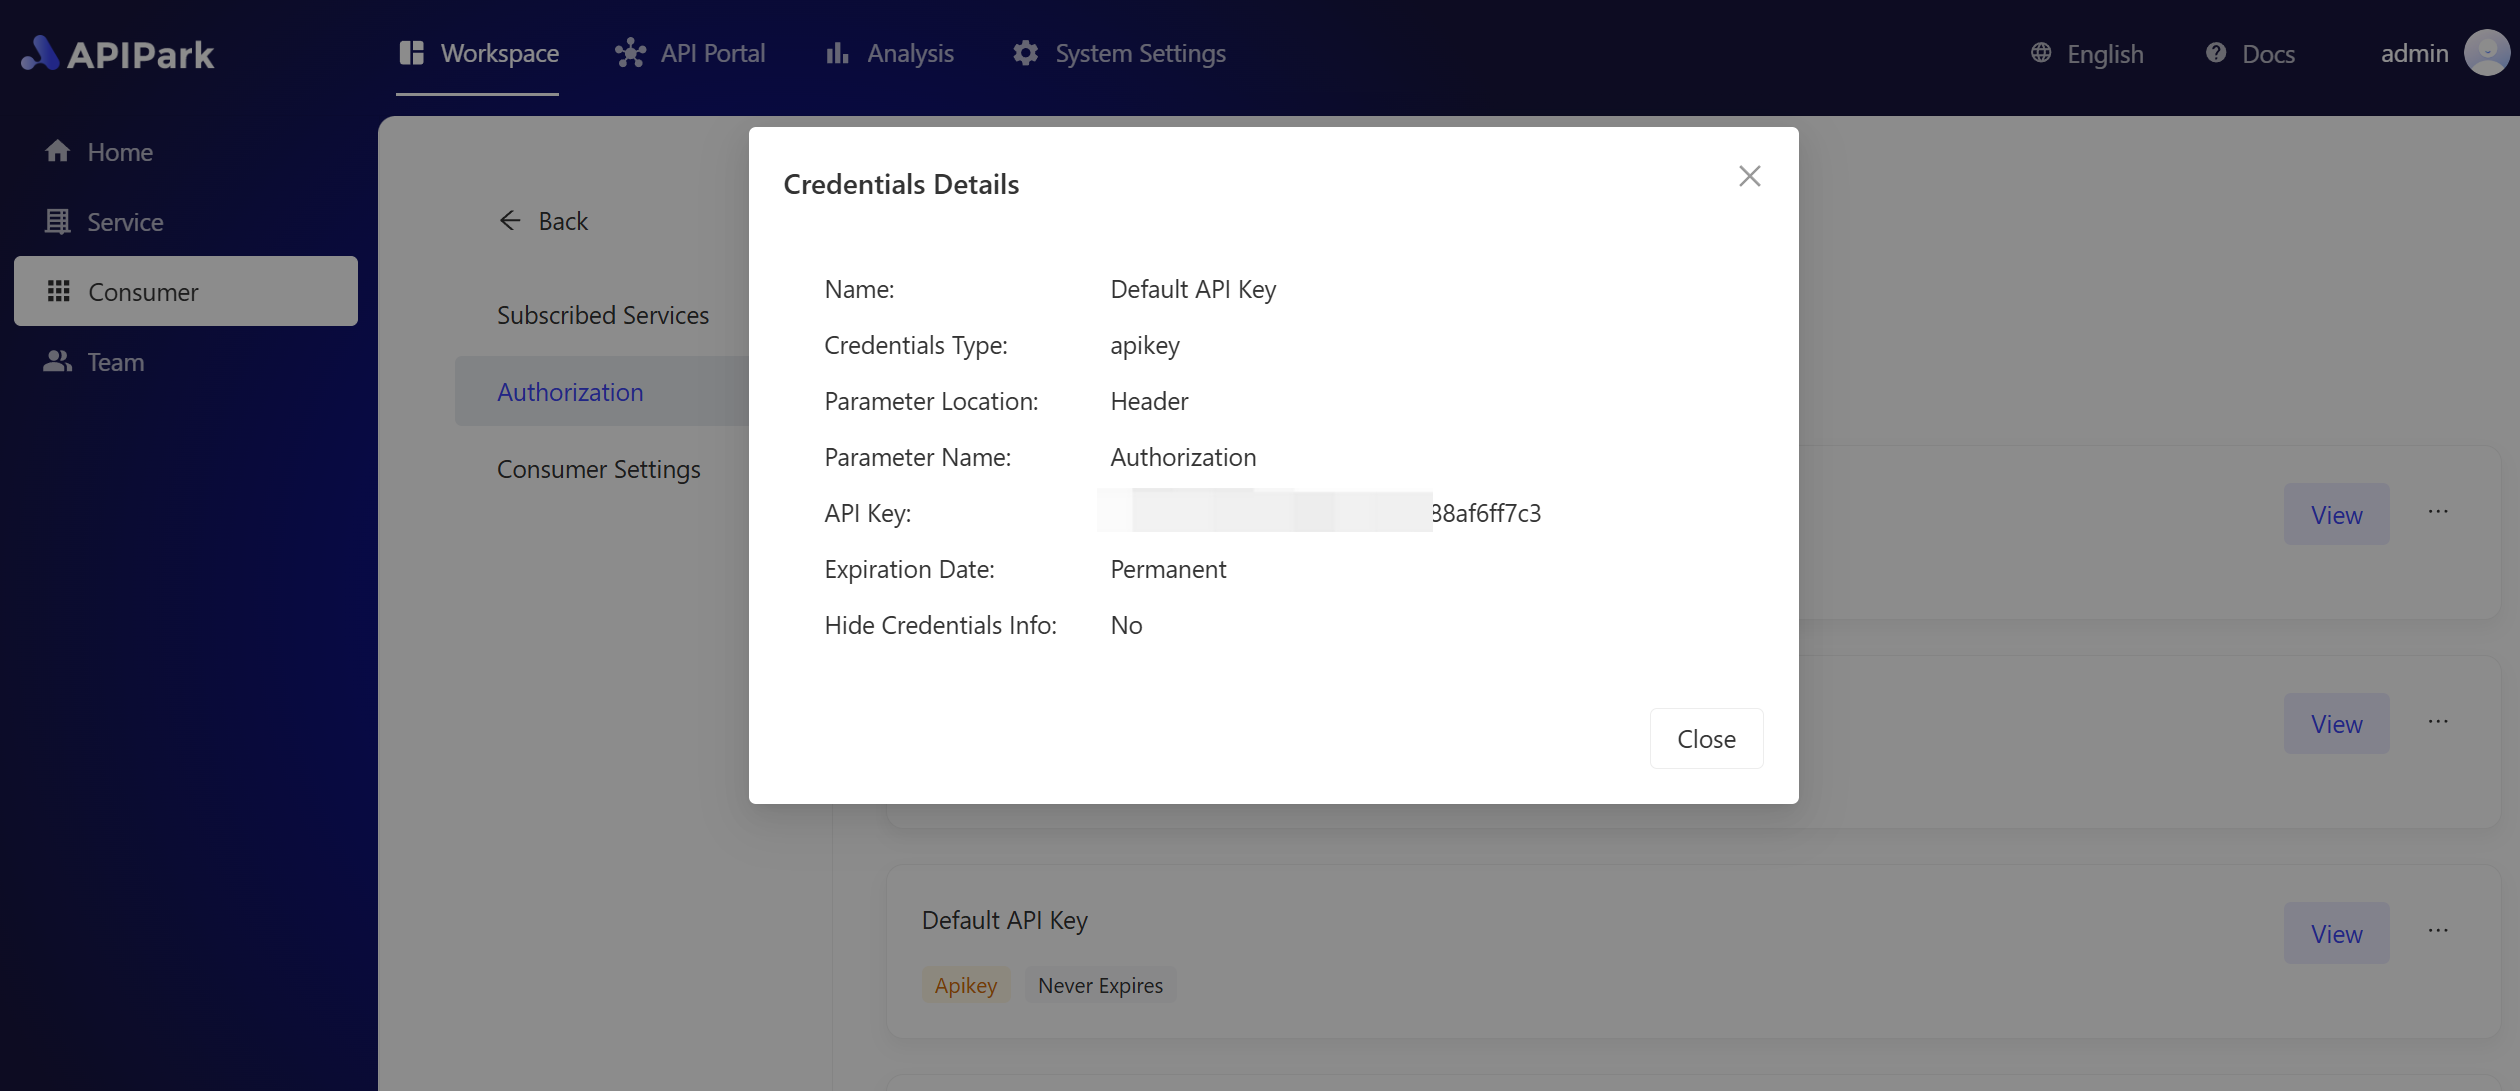 APIPark
Workspace
API Portal
Analysis
System Settings
English
Docs
admin
Home
Service
Consumer
Team
Back
Subscribed Services
Authorization
Consumer Settings
Credentials Details
Name: Default API Key
Credentials Type: apikey
Parameter Location: Header
Parameter Name: Authorization
API Key: 88af6ff7c3
Expiration Date: Permanent
Hide Credentials Info: No
Close
View ...
View ...
Default API Key
View ...
Apikey Never Expires